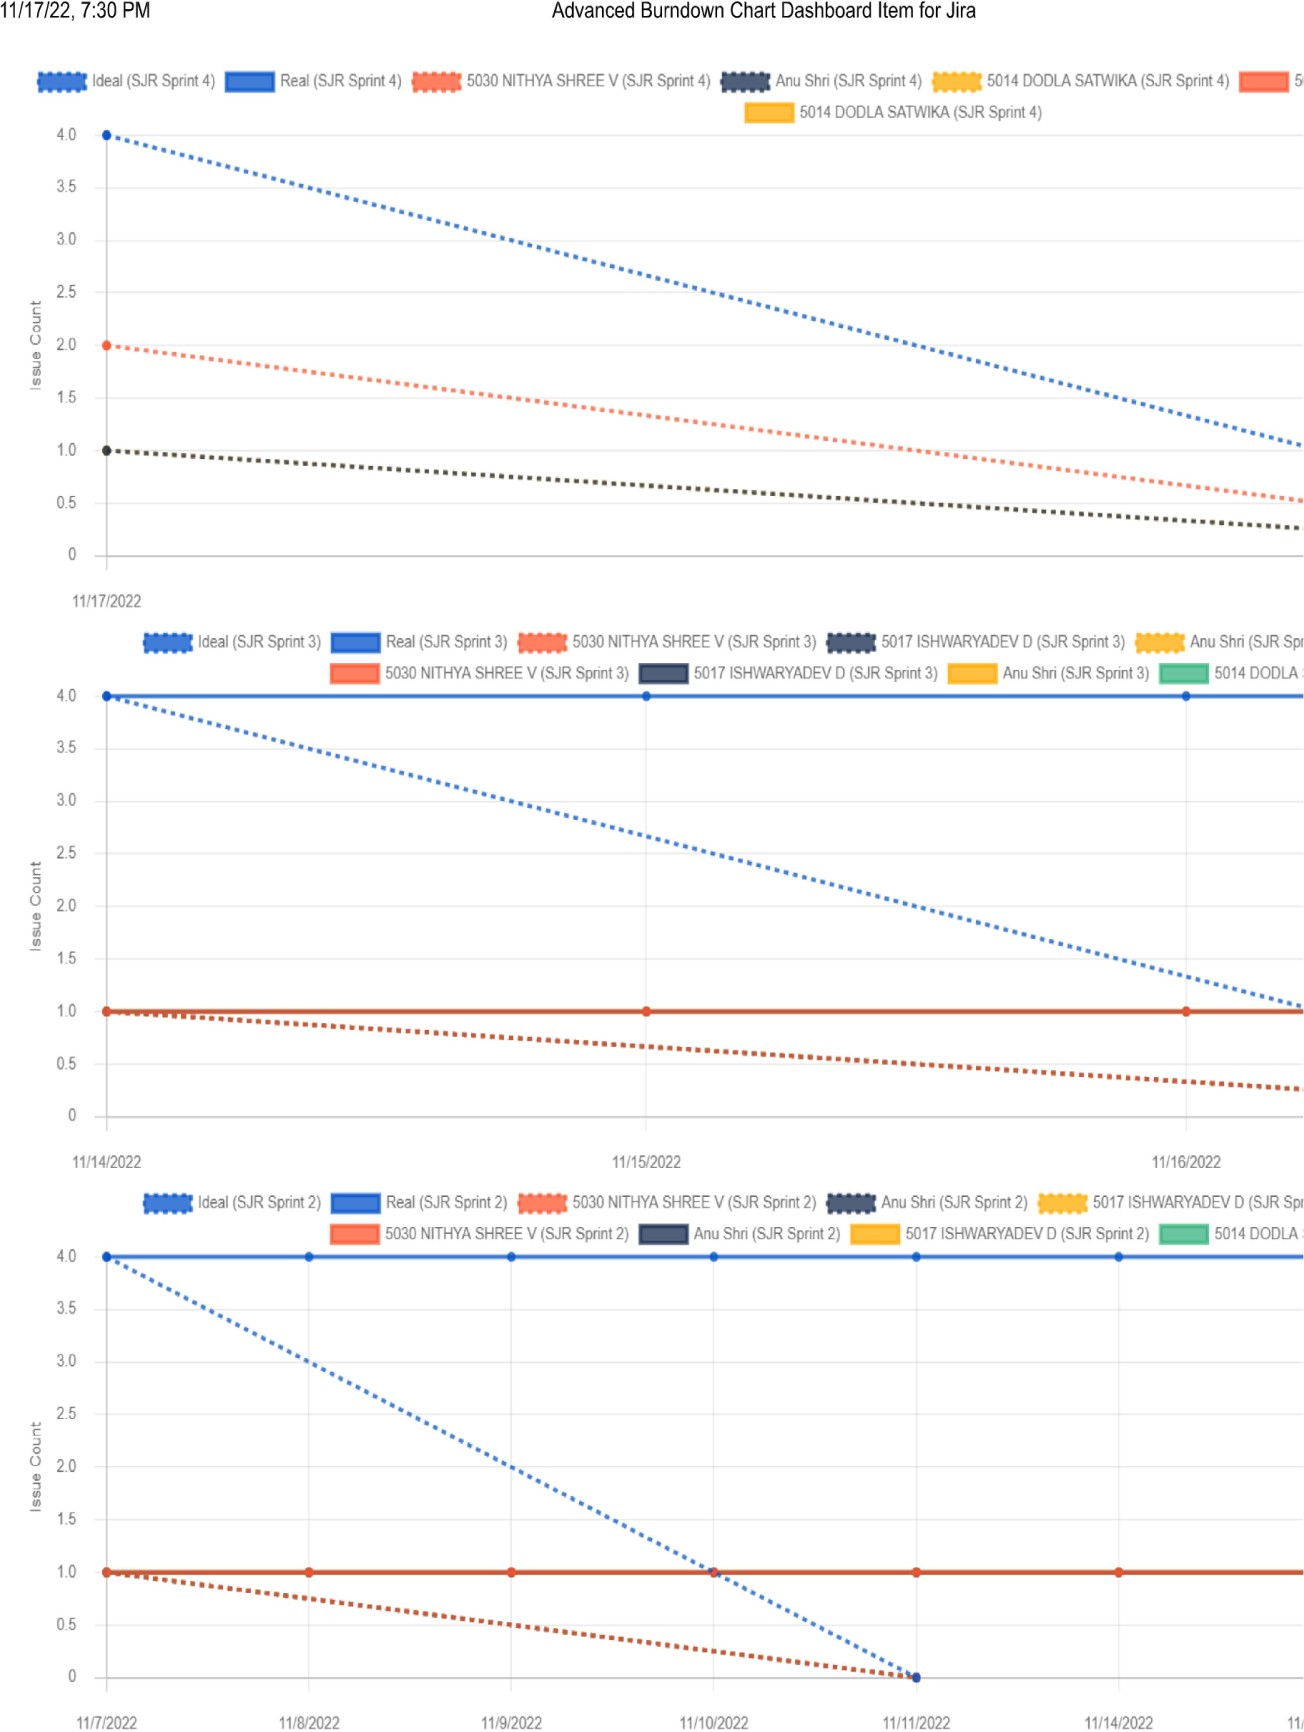 11/17/22, 7:30 PM Advanced Burndown Chart Dashboard Item for Jira
Ideal (SJR Sprint 4) Real (SJR Sprint 4) 5030 NITHYA SHREE V (SJR Sprint 4) Anu Shri (SJR Sprint 4) 5014 DODLA SATWIKA (SJR Sprint 4)
5014 DODLA SATWIKA (SJR Sprint 4)
4.0
3.5
3.0
2.5
2.0
1.5
1.0
0.5
0
Issue Count
11/17/2022
Ideal (SJR Sprint 3) Real (SJR Sprint 3) 5030 NITHYA SHREE V (SJR Sprint 3) 5017 ISHWARYADEV D (SJR Sprint 3) Anu Shri (SJR
5030 NITHYA SHREE V (SJR Sprint 3) 5017 ISHWARYADEV D (SJR Sprint 3) Anu Shri (SJR Sprint 3) 5014 DODLA
4.0
3.5
3.0
2.5
2.0
1.5
1.0
0.5
0
Issue Count
11/14/2022 11/15/2022 11/16/2022
Ideal (SJR Sprint 2) Real (SJR Sprint 2) 5030 NITHYA SHREE V (SJR Sprint 2) Anu Shri (SJR Sprint 2) 5017 ISHWARYADEV D (SJR
5030 NITHYA SHREE V (SJR Sprint 2) Anu Shri (SJR Sprint 2) 5017 ISHWARYADEV D (SJR Sprint 2) 5014 DODLA
4.0
3.5
3.0
2.5
2.0
1.5
1.0
0.5
0
Issue Count
11/7/2022 11/8/2022 11/9/2022 11/10/2022 11/11/2022 11/14/2022